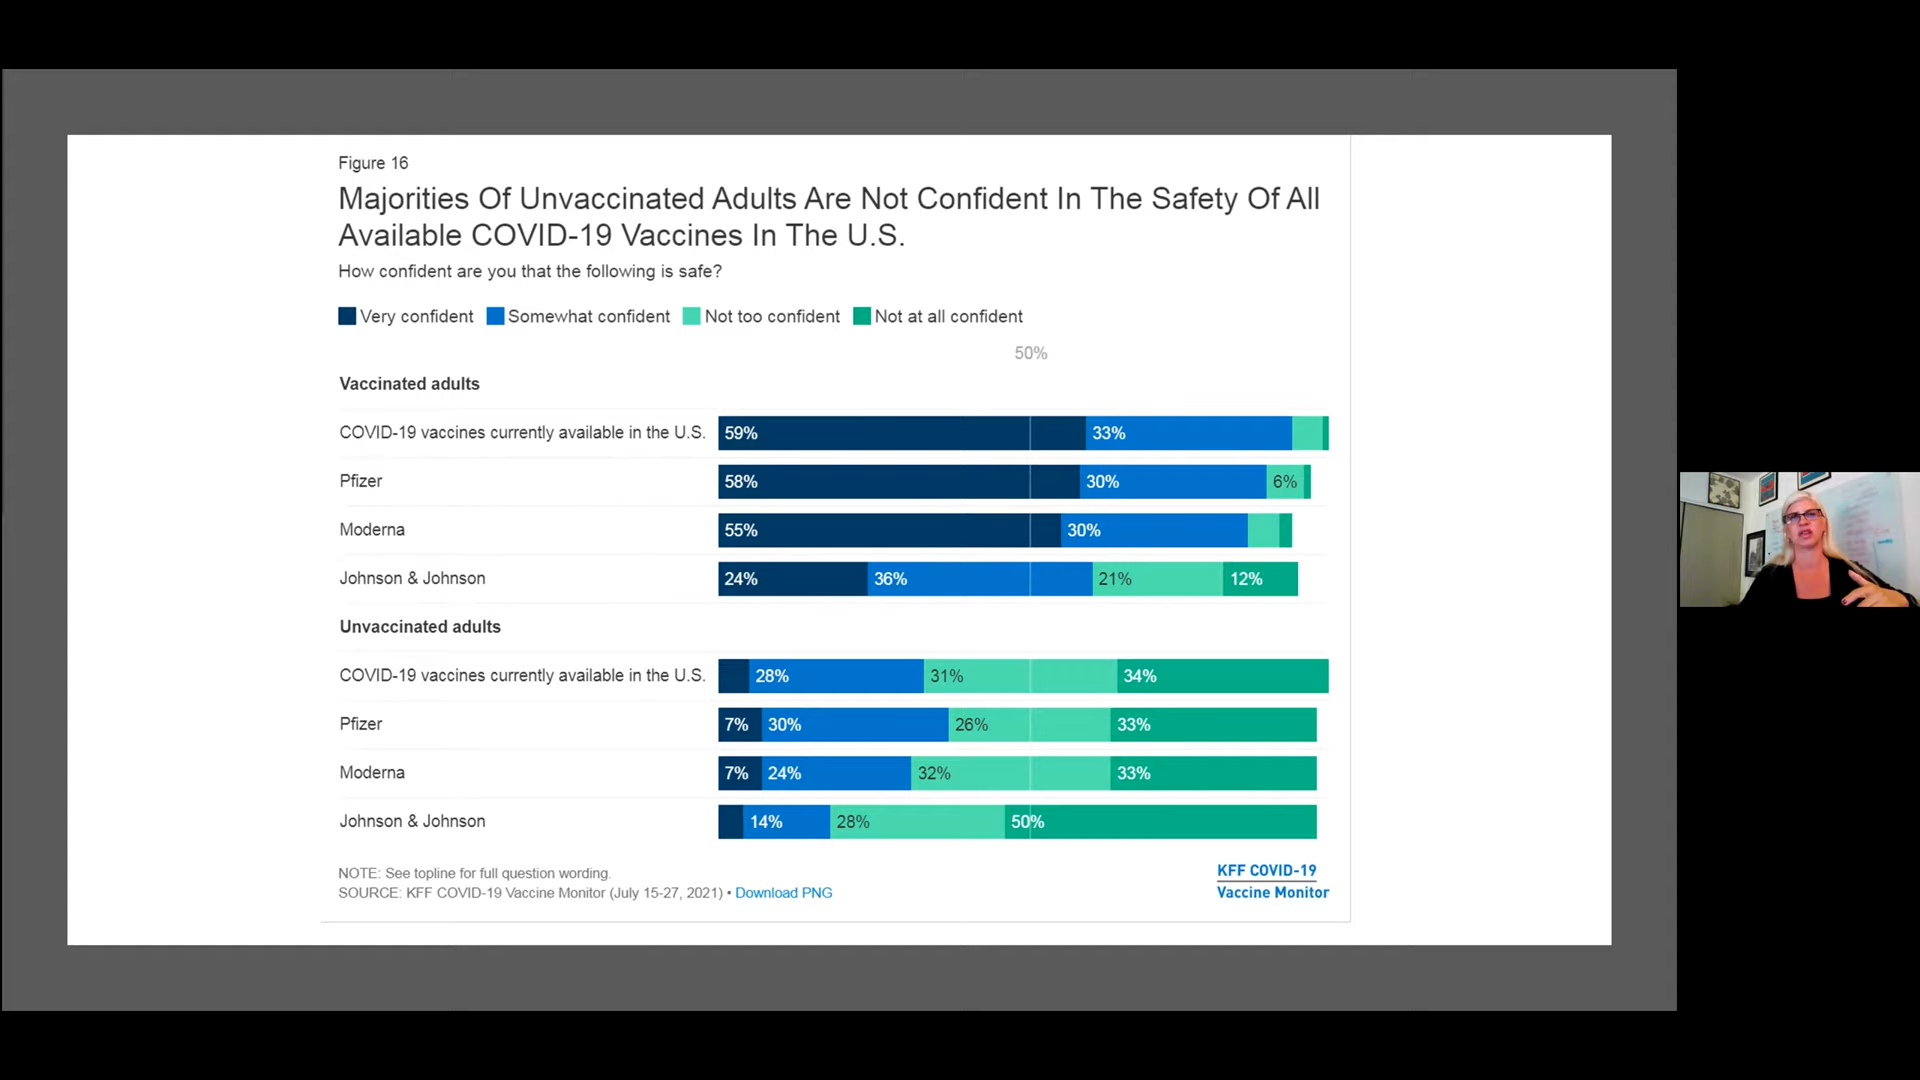 Figure 16
Majorities Of Unvaccinated Adults Are Not Confident In The Safety Of All
Available COVID-19 Vaccines In The U.S.
How confident are you that the following is safe?
Very confident Somewhat confident Not too confident Not at all confident
50%
Vaccinated adults
COVID-19 vaccines currently available in the U.S. 59% 33%
Pfizer 58% 30% 6%
Moderna 55% 30%
Johnson & Johnson 24% 36% 21% 12%
Unvaccinated adults
COVID-19 vaccines currently available in the U.S. 28% 31% 34%
Pfizer 7% 30% 26% 33%
Moderna 7% 24% 32% 33%
Johnson & Johnson 14% 28% 50%
NOTE: See topline for full question wording.
SOURCE: KFF COVID-19 Vaccine Monitor (July 15-27, 2021) • Download PNG
KFF COVID-19
Vaccine Monitor